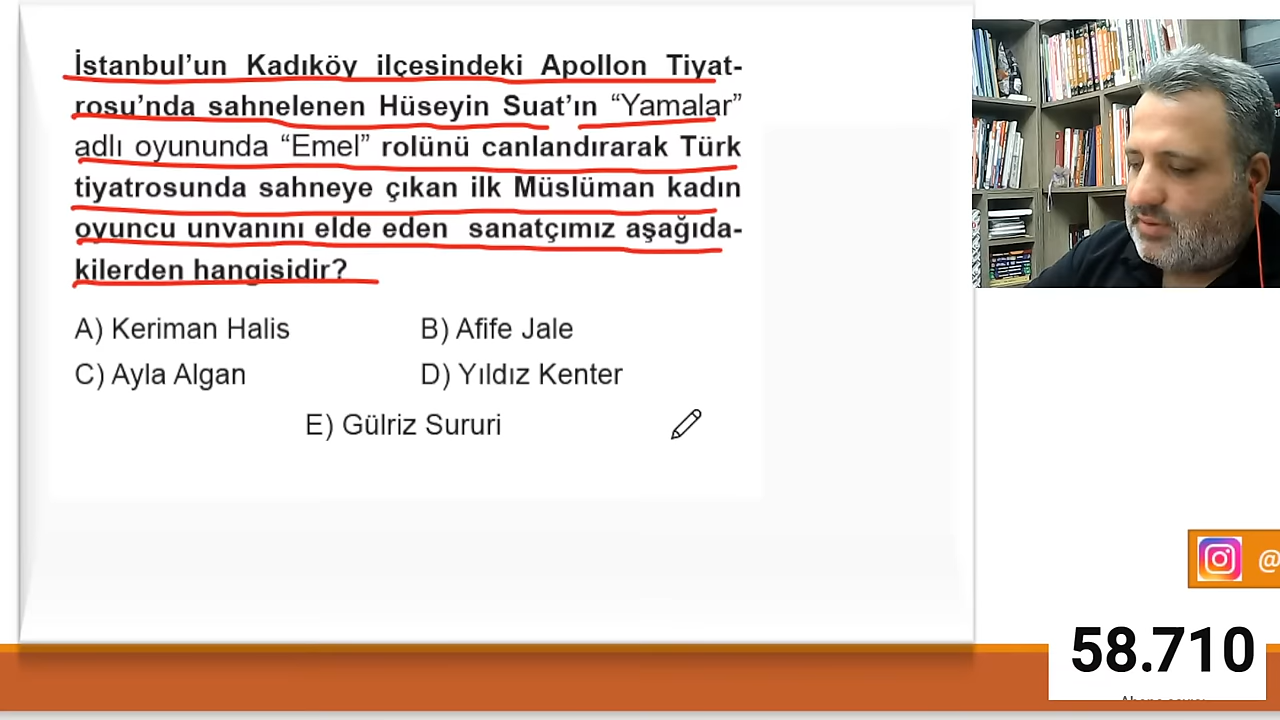 İstanbul’un Kadıköy ilçesindeki Apollon Tiyat-
rosu’nda sahnelenen Hüseyin Suat’ın “Yamalar”
adlı oyununda “Emel” rolünü canlandırarak Türk
tiyatrosunda sahneye çıkan ilk Müslüman kadın
oyuncu unvanını elde eden sanatçımız aşağıda-
kilerden hangisidir?
A) Keriman Halis
B) Afife Jale
C) Ayla Algan
D) Yıldız Kenter
E) Gülriz Sururi
@
58.710